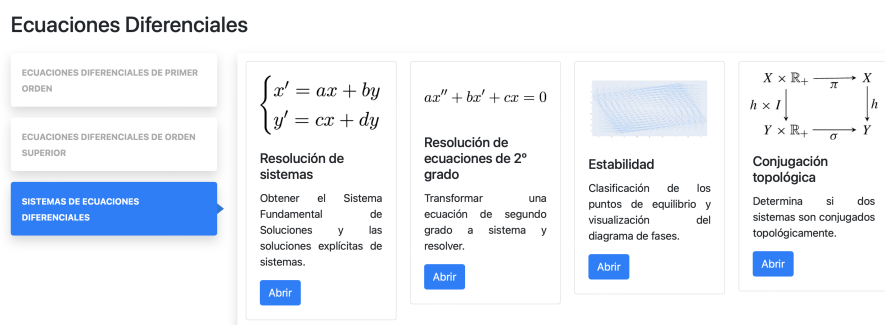 Ecuaciones Diferenciales
ECUACIONES DIFERENCIALES DE PRIMER
ORDEN
ECUACIONES DIFERENCIALES DE ORDEN
SUPERIOR
SISTEMAS DE ECUACIONES
DIFERENCIALES
x' = ax + by
y' = cx + dy
Resolución de
sistemas
Obtener el Sistema
Fundamental de
Soluciones y las
soluciones explícitas de
sistemas.
Abrir
ax'' + bx' + cx = 0
Resolución de
ecuaciones de 2º
grado
Transformar una
ecuación de segundo
grado a sistema y
resolver.
Abrir
Estabilidad
Clasificación de los
puntos de equilibrio y
visualización del
diagrama de fases.
Abrir
X × ℝ₊ → X
π
h × I h
Y × ℝ₊ → Y
σ
Conjugación
topológica
Determina si dos
sistemas son conjugados
topológicamente.
Abrir